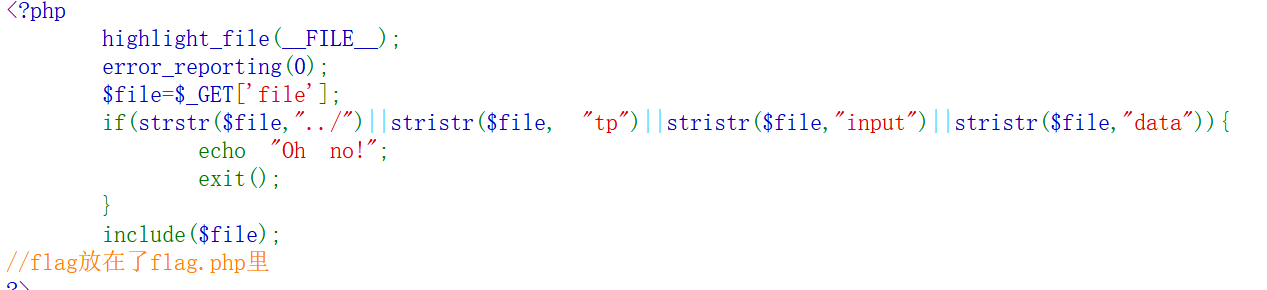 <?php
highlight_file(__FILE__);
error_reporting(0);
$file=$_GET['file'];
if(strstr($file,"../")||stristr($file, "tp")||stristr($file,"input")||stristr($file,"data")){
echo "Oh no!";
exit();
}
include($file);
//flag放在了flag.php里
?>